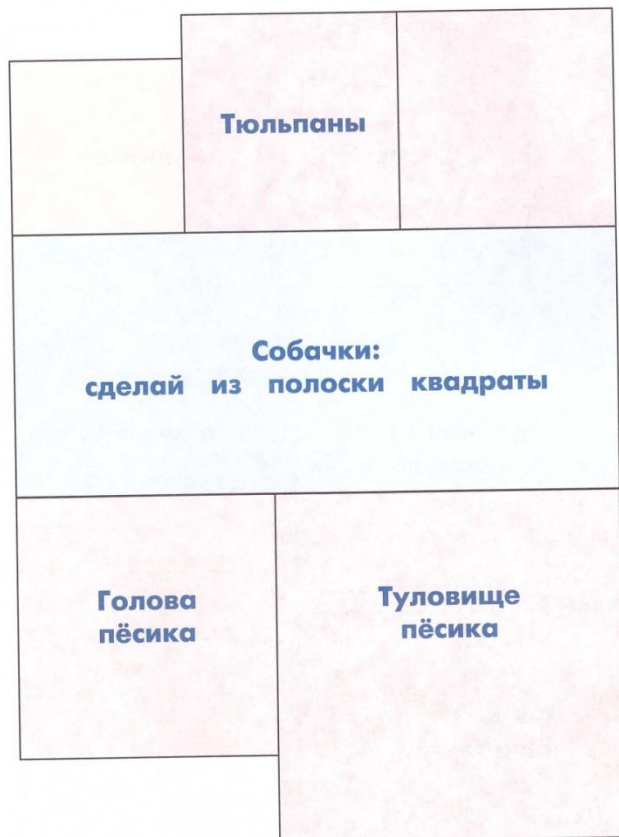 Тюльпаны
Собачки:
сделай из полоски квадраты
Голова
пёсика
Туловище
пёсика